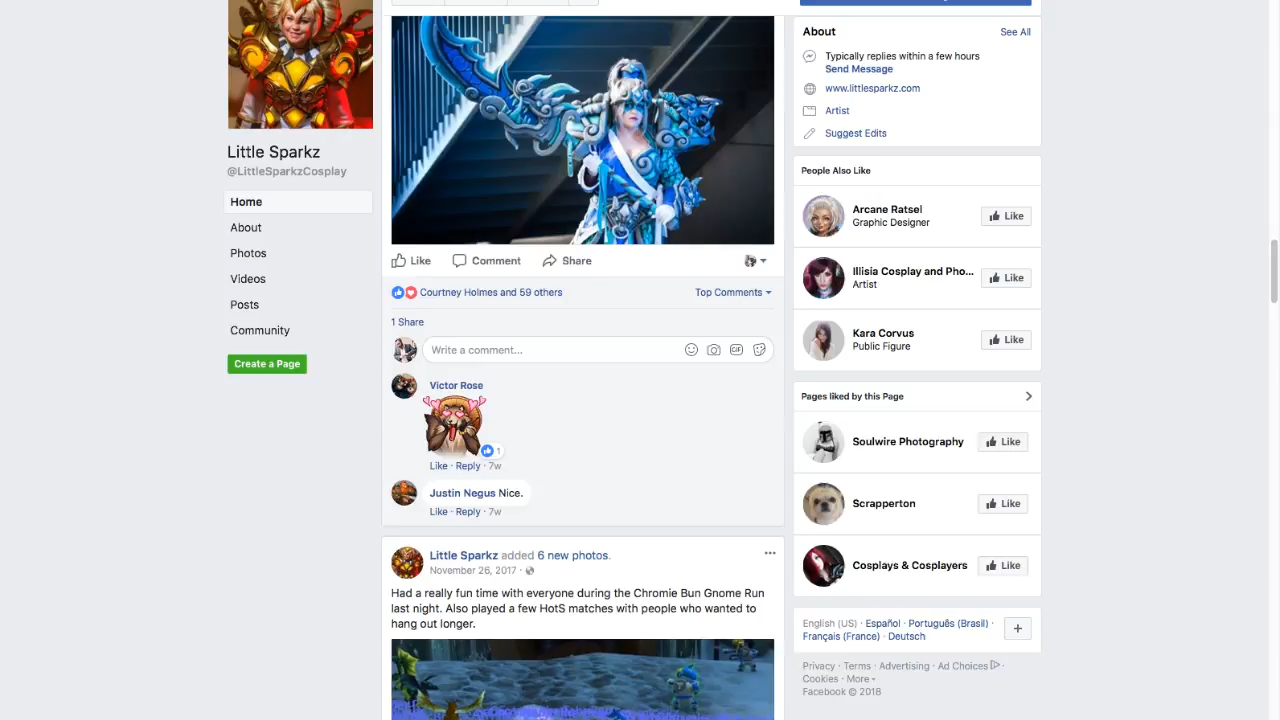 Little Sparkz
@LittleSparkzCosplay
Home
About
Photos
Videos
Posts
Community
Create a Page
Like
Comment
Share
Courtney Holmes and 59 others
Top Comments
1 Share
Write a comment...
GIF
Victor Rose
1
Like · Reply · 7w
Justin Negus Nice.
Like · Reply · 7w
Little Sparkz added 6 new photos.
November 26, 2017 ·
Had a really fun time with everyone during the Chromie Bun Gnome Run
last night. Also played a few HotS matches with people who wanted to
hang out longer.
About
See All
Typically replies within a few hours
Send Message
www.littlesparkz.com
Artist
Suggest Edits
People Also Like
Arcane Ratsel
Graphic Designer
Like
Illisia Cosplay and Pho...
Artist
Like
Kara Corvus
Public Figure
Like
Pages liked by this Page
Soulwire Photography
Like
Scrapperton
Like
Cosplays & Cosplayers
Like
English (US) · Español · Português (Brasil) ·
Français (France) · Deutsch
Privacy · Terms · Advertising · Ad Choices ·
Cookies · More
Facebook © 2018